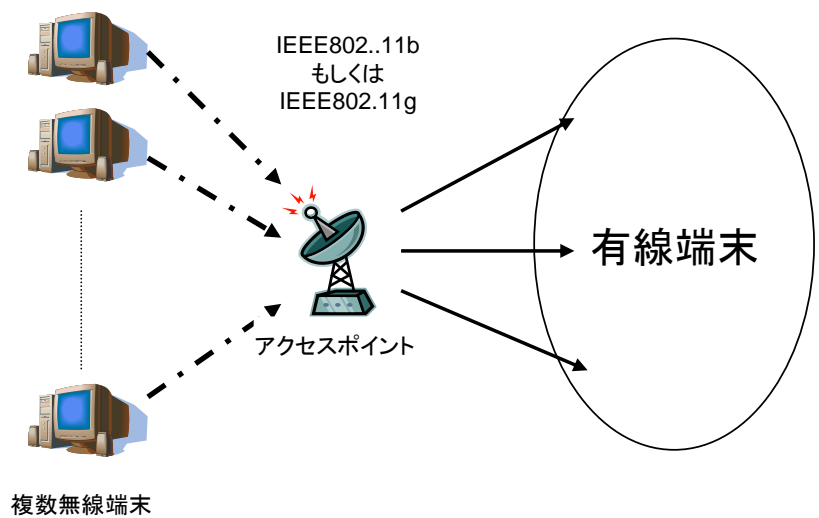 IEEE802..11b
もしくは
IEEE802.11g
有線端末
アクセスポイント
複数無線端末